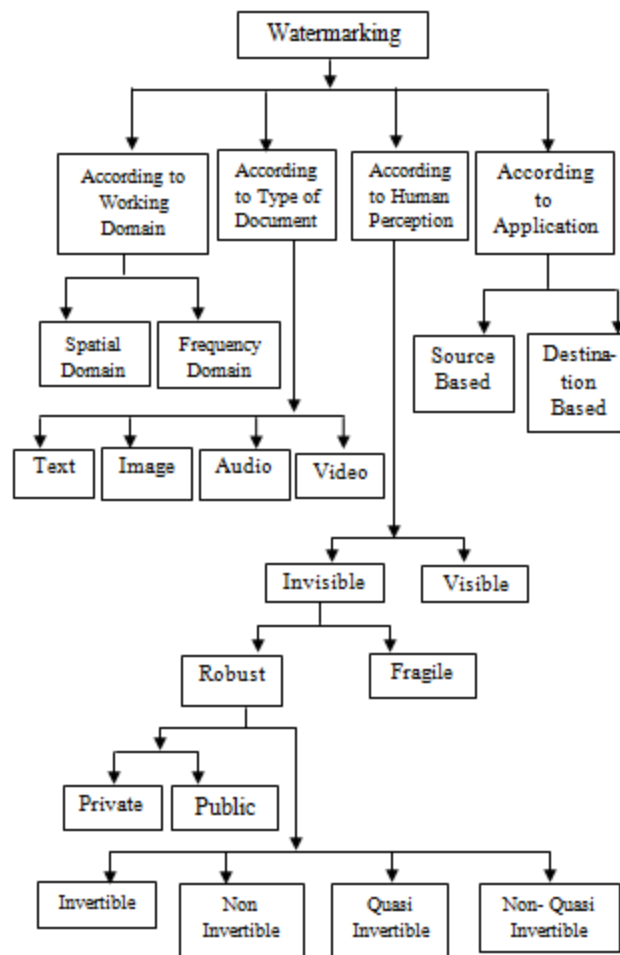 Watermarking
According to
Working
Domain
According
to Type of
Document
According
to Human
Perception
According
to
Application
Spatial
Domain
Frequency
Domain
Source
Based
Destina-
tion
Based
Text
Image
Audio
Video
Invisible
Visible
Robust
Fragile
Private
Public
Invertible
Non
Invertible
Quasi
Invertible
Non- Quasi
Invertible